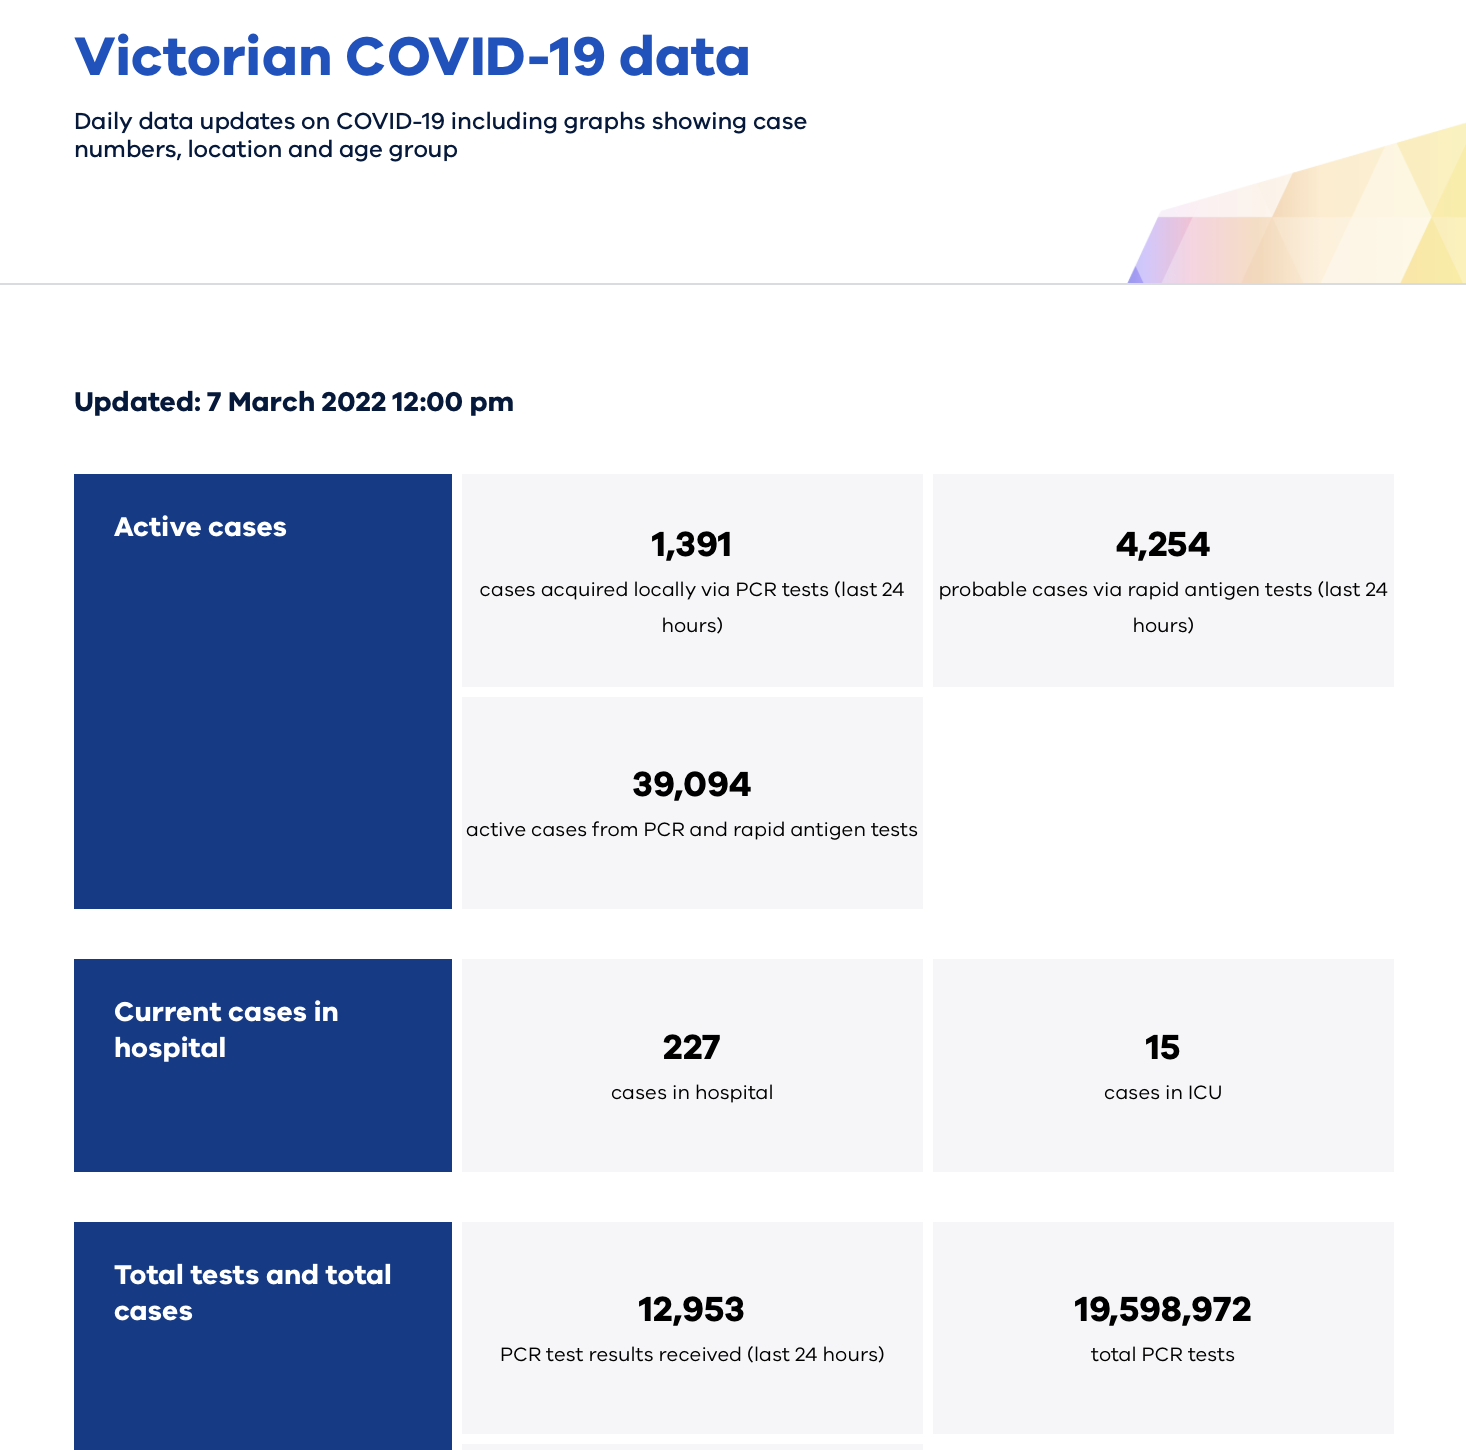 Victorian COVID-19 data
Daily data updates on COVID-19 including graphs showing case
numbers, location and age group
Updated: 7 March 2022 12:00 pm
Active cases
1,391
cases acquired locally via PCR tests (last 24
hours)
4,254
probable cases via rapid antigen tests (last 24
hours)
39,094
active cases from PCR and rapid antigen tests
Current cases in
hospital
227
cases in hospital
15
cases in ICU
Total tests and total
cases
12,953
PCR test results received (last 24 hours)
19,598,972
total PCR tests